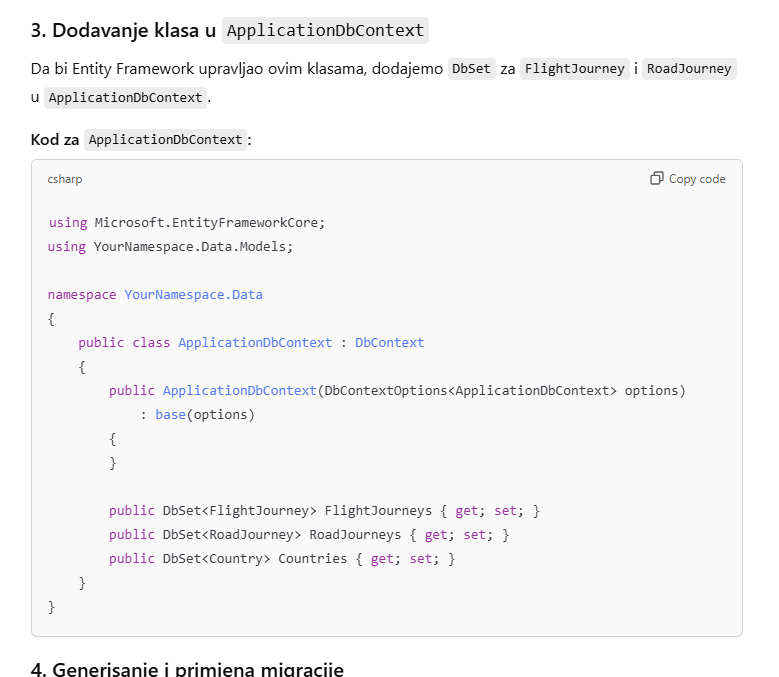 3. Dodavanje klasa u ApplicationDbContext
Da bi Entity Framework upravljao ovim klasama, dodajemo DbSet za FlightJourney i RoadJourney
u ApplicationDbContext.
Kod za ApplicationDbContext:
csharp Copy code
using Microsoft.EntityFrameworkCore;
using YourNamespace.Data.Models;
namespace YourNamespace.Data
{
    public class ApplicationDbContext : DbContext
    {
        public ApplicationDbContext(DbContextOptions<ApplicationDbContext> options)
            : base(options)
        {
        }
        public DbSet<FlightJourney> FlightJourneys { get; set; }
        public DbSet<RoadJourney> RoadJourneys { get; set; }
        public DbSet<Country> Countries { get; set; }
    }
}
4. Generisanje i primjena migracije